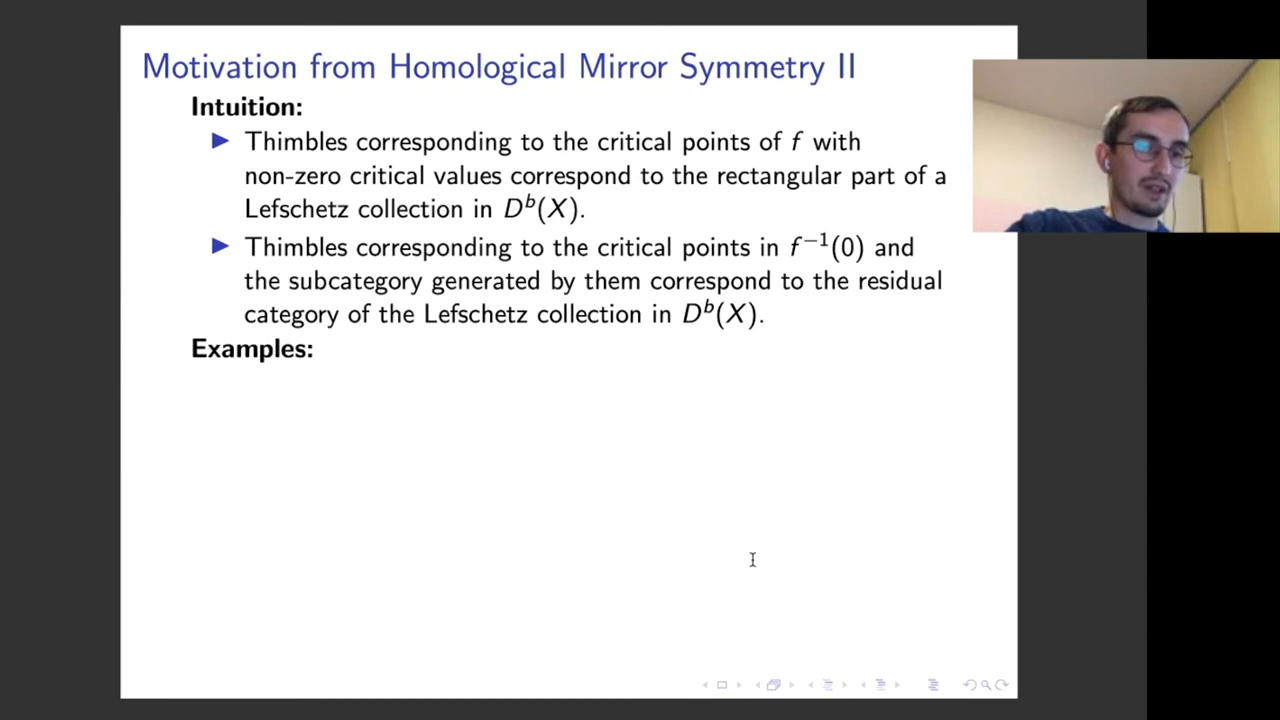 Motivation from Homological Mirror Symmetry II
Intuition:
▶ Thimbles corresponding to the critical points of f with
non-zero critical values correspond to the rectangular part of a
Lefschetz collection in Dᵇ(X).
▶ Thimbles corresponding to the critical points in f⁻¹(0) and
the subcategory generated by them correspond to the residual
category of the Lefschetz collection in Dᵇ(X).
Examples: